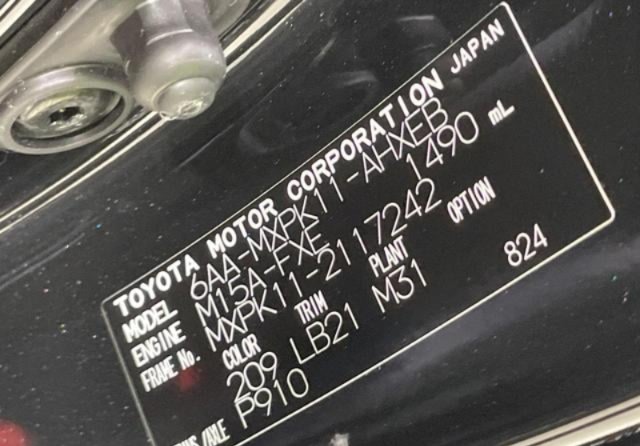 TOYOTA MOTOR CORPORATION JAPAN
MODEL 6AA-MXPK11-AHXEB
ENGINE M15A-FXE 1490 mL
FRAME No. MXPK11-2117242
COLOR TRIM PLANT OPTION
209 LB21 M31 824
/AXLE P910